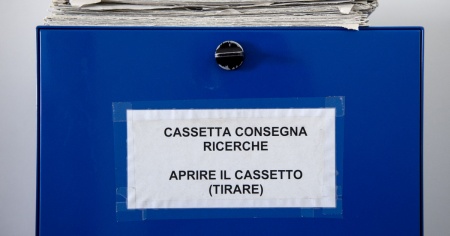 CASSETTA CONSEGNA
RICERCHE
APRIRE IL CASSETTO
(TIRARE)